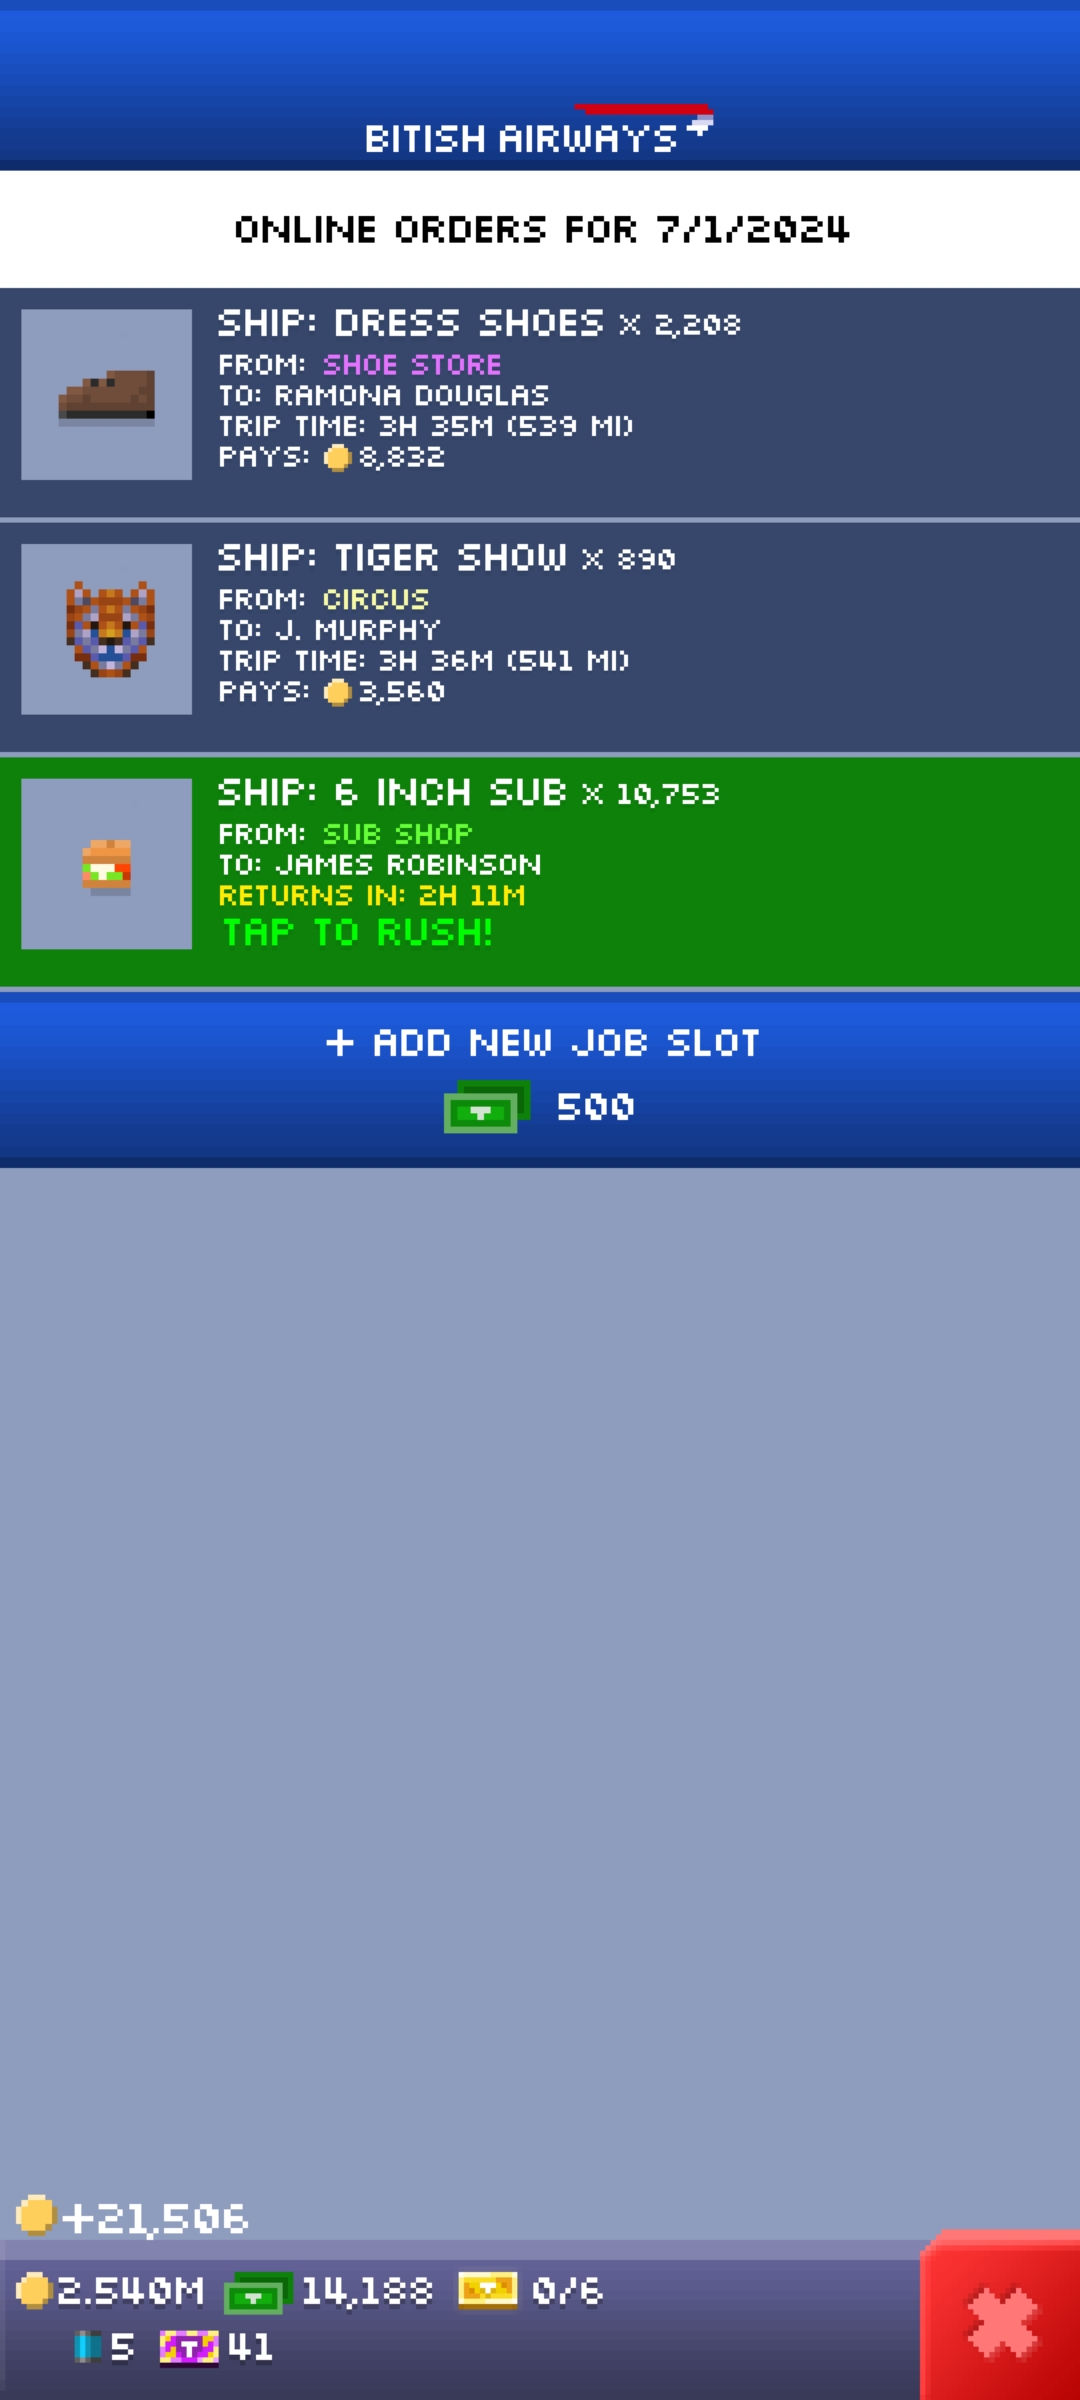 BITISH AIRWAYS
ONLINE ORDERS FOR 7/1/2024
SHIP: DRESS SHOES X 2,208
FROM: SHOE STORE
TO: RAMONA DOUGLAS
TRIP TIME: 3H 35M (539 MI)
PAYS: 8,832
SHIP: TIGER SHOW X 890
FROM: CIRCUS
TO: J. MURPHY
TRIP TIME: 3H 36M (541 MI)
PAYS: 3,560
SHIP: 6 INCH SUB X 10,753
FROM: SUB SHOP
TO: JAMES ROBINSON
RETURNS IN: 2H 11M
TAP TO RUSH!
+ ADD NEW JOB SLOT
500
+21,506
2.540M 14,188 0/6
5 41